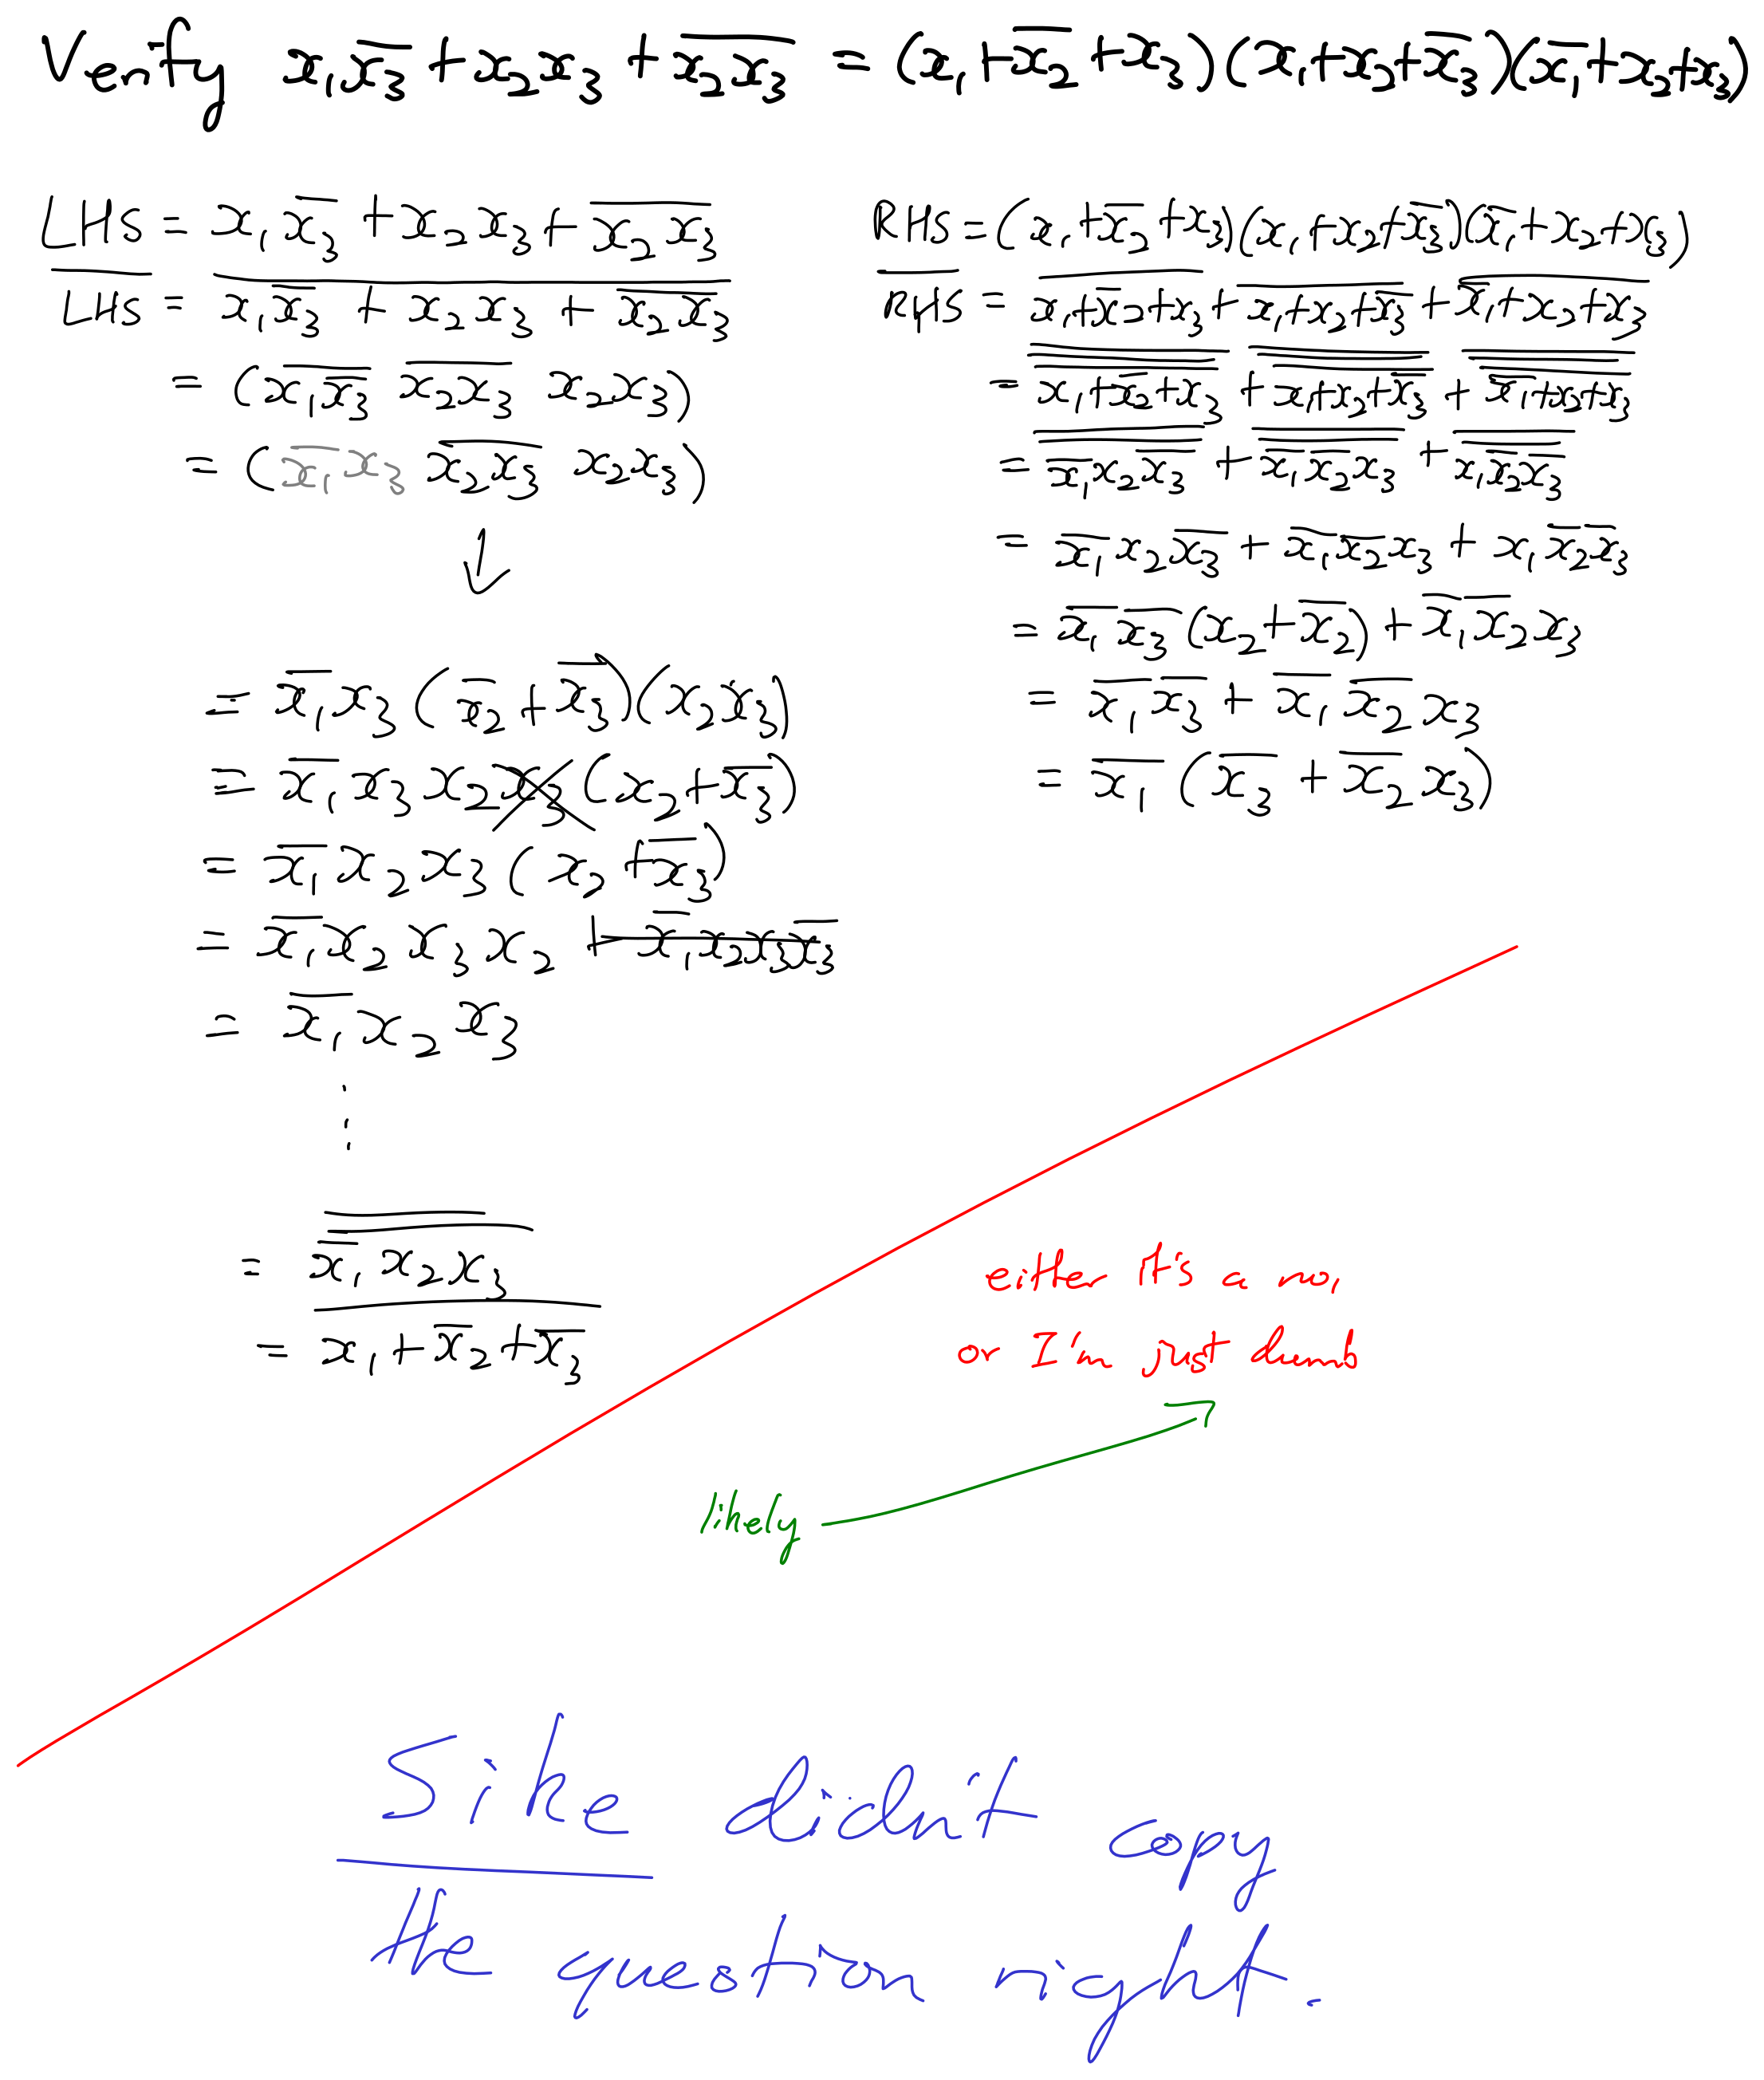 Verify $x_1\overline{x_3}+x_2x_3+\overline{x_2x_3}=(x_1+\overline{x_2}+x_3)(x_1+x_2+\overline{x_3})(\overline{x_1}+x_2+x_3)$
$LHS=x_1\overline{x_3}+x_2x_3+\overline{x_2x_3}$
$\overline{LHS}=\overline{x_1\overline{x_3}+x_2x_3+\overline{x_2x_3}}$
$=(\overline{x_1\overline{x_3}}\ \overline{x_2x_3}\ x_2x_3)$
$=(\overline{x_1}x_3\ \overline{x_2x_3}\ x_2x_3)$
↓
$=\overline{x_1}x_3(\overline{x_2}+\overline{x_3})(x_2x_3)$
$=\overline{x_1}x_3x_2x_3(x_2+\overline{x_3})$
$=\overline{x_1}x_2x_3(x_2+\overline{x_3})$
$=\overline{x_1}x_2x_3x_2+\overline{x_1}x_2x_3\overline{x_3}$
$=\overline{x_1}x_2x_3$
⋮
$=\overline{\overline{\overline{x_1}x_2x_3}}$
$=\overline{x_1+\overline{x_2}+\overline{x_3}}$
$RHS=(x_1+\overline{x_2}+x_3)(x_1+x_2+\overline{x_3})(\overline{x_1}+x_2+x_3)$
$\overline{RHS}=\overline{x_1+\overline{x_2}+x_3}+\overline{x_1+x_2+\overline{x_3}}+\overline{\overline{x_1}+x_2+x_3}$
$=\overline{\overline{\overline{x_1+\overline{x_2}+x_3}}}+\overline{\overline{\overline{x_1+x_2+\overline{x_3}}}}+\overline{\overline{\overline{\overline{x_1}+x_2+x_3}}}$
$=\overline{\overline{\overline{x_1}x_2\overline{x_3}}}+\overline{\overline{\overline{x_1}\,\overline{x_2}x_3}}+\overline{\overline{x_1\overline{x_2}\,\overline{x_3}}}$
$=\overline{x_1}x_2\overline{x_3}+\overline{x_1}\,\overline{x_2}x_3+x_1\overline{x_2}\,\overline{x_3}$
$=\overline{x_1}\,\overline{x_3}(x_2+\overline{x_2})+\overline{x_1}\,\overline{x_2}x_3$
$=\overline{x_1}\,\overline{x_3}+\overline{x_1}\,\overline{x_2}x_3$
$=\overline{x_1}(\overline{x_3}+\overline{x_2}x_3)$
either it's a no,
or I'm just dumb
likely
Sike didn't copy
the question right.